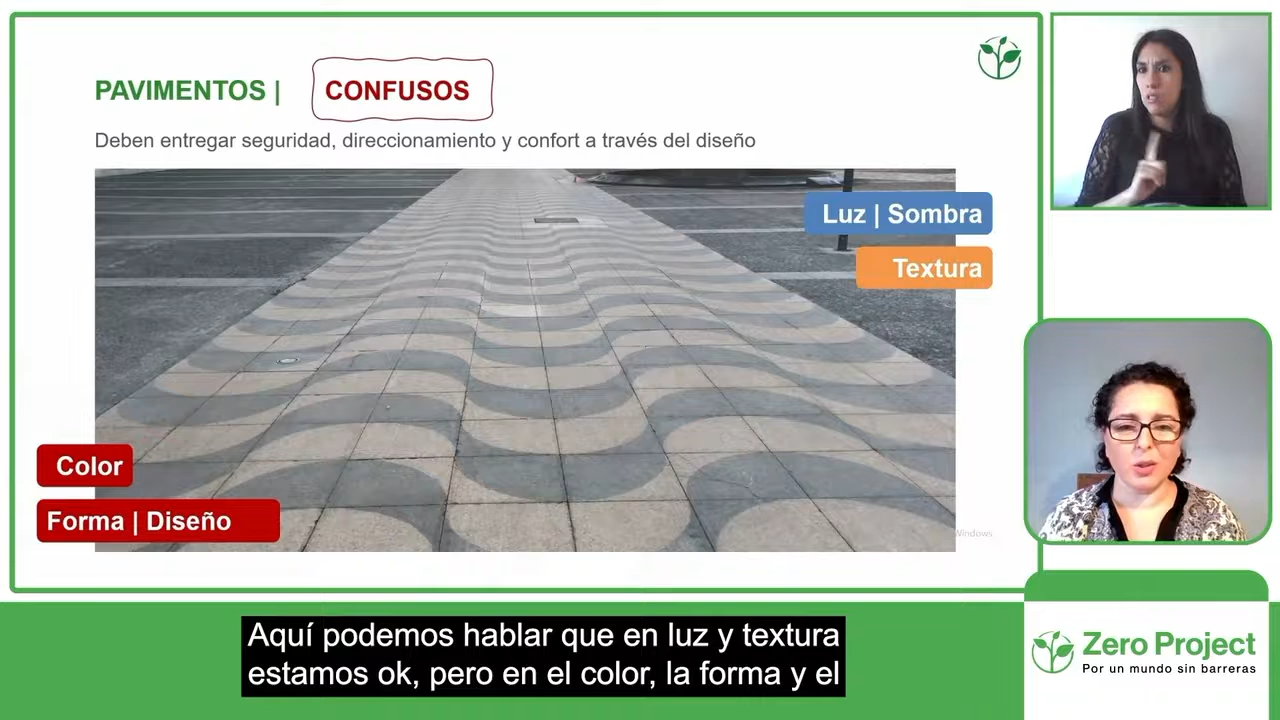 PAVIMENTOS | CONFUSOS
Deben entregar seguridad, direccionamiento y confort a través del diseño
Luz | Sombra
Textura
Color
Forma | Diseño
Windows
Aquí podemos hablar que en luz y textura
estamos ok, pero en el color, la forma y el
Zero Project
Por un mundo sin barreras